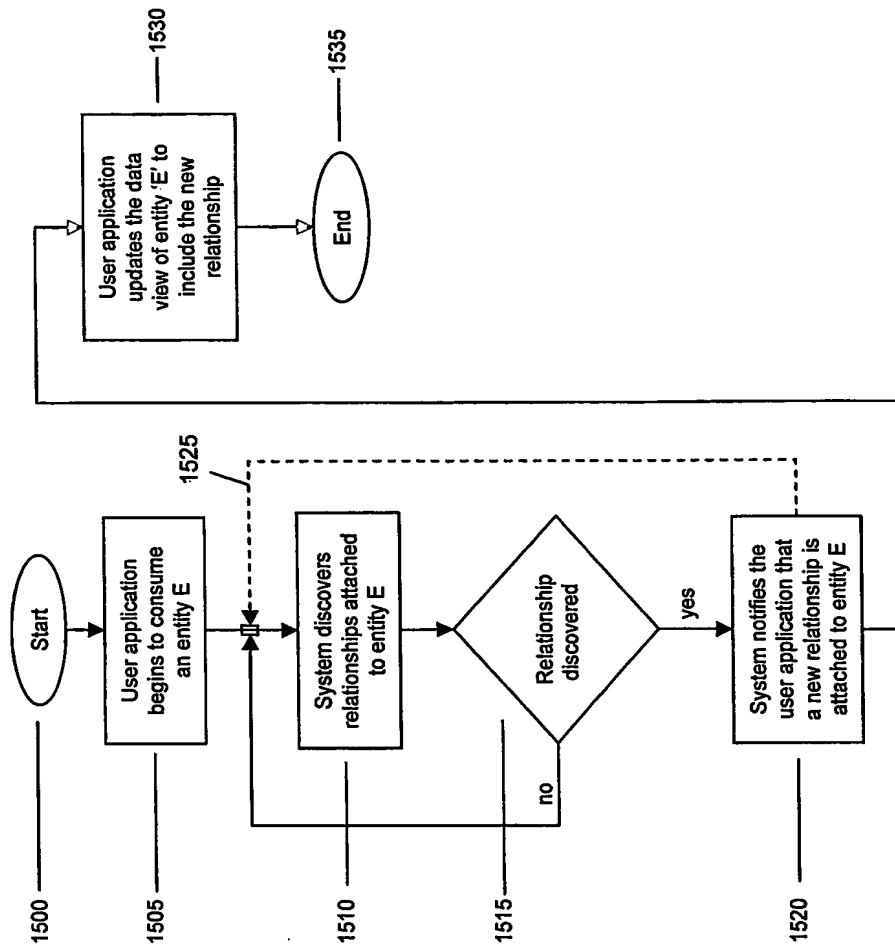 1500
Start
1505
User application
begins to consume
an entity E
1525
1510
System discovers
relationships attached
to entity E
1515
Relationship
discovered
no
yes
1520
System notifies the
user application that
a new relationship is
attached to entity E
User application
updates the data
view of entity 'E' to
include the new
relationship
1530
End
1535